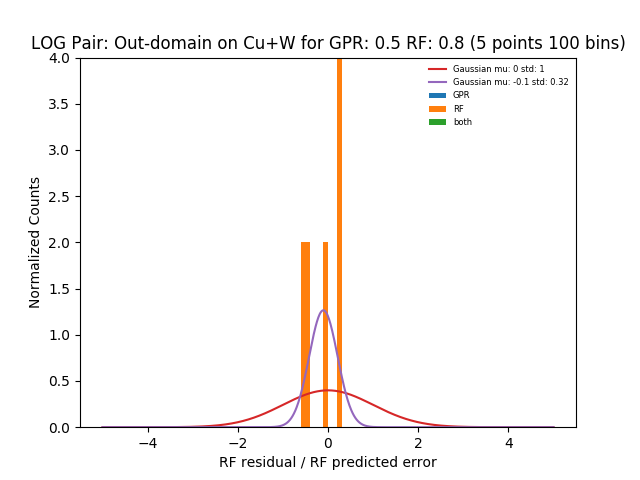 LOG Pair: Out-domain on Cu+W for GPR: 0.5 RF: 0.8 (5 points 100 bins)
Gaussian mu: 0 std: 1
Gaussian mu: -0.1 std: 0.32
GPR
RF
both
Normalized Counts
4.0
3.5
3.0
2.5
2.0
1.5
1.0
0.5
0.0
−4 −2 0 2 4
RF residual / RF predicted error